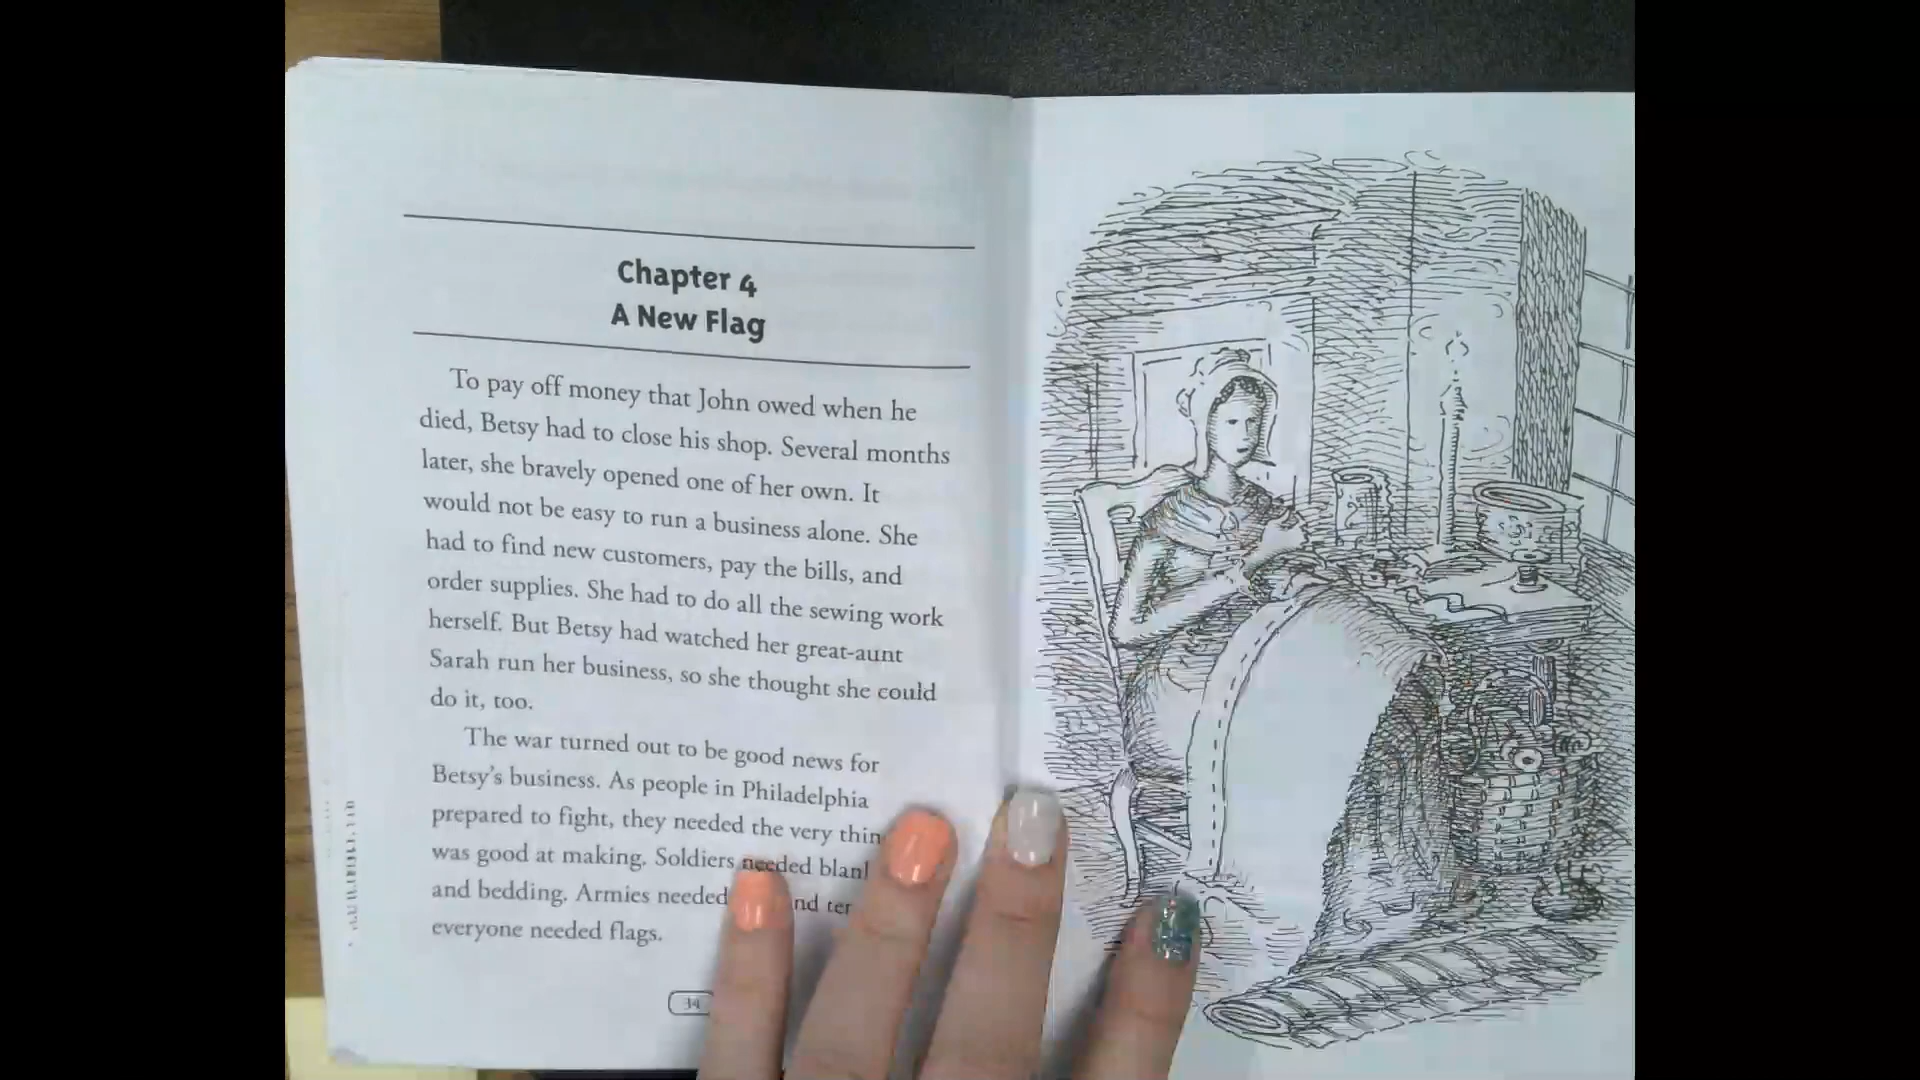 Chapter 4
A New Flag
To pay off money that John owed when he
died, Betsy had to close his shop. Several months
later, she bravely opened one of her own. It
would not be easy to run a business alone. She
had to find new customers, pay the bills, and
order supplies. She had to do all the sewing work
herself. But Betsy had watched her great-aunt
Sarah run her business, so she thought she could
do it, too.
The war turned out to be good news for
Betsy's business. As people in Philadelphia
prepared to fight, they needed the very
was good at making. Soldiers needed
and bedding. Armies needed
everyone needed flags.
34